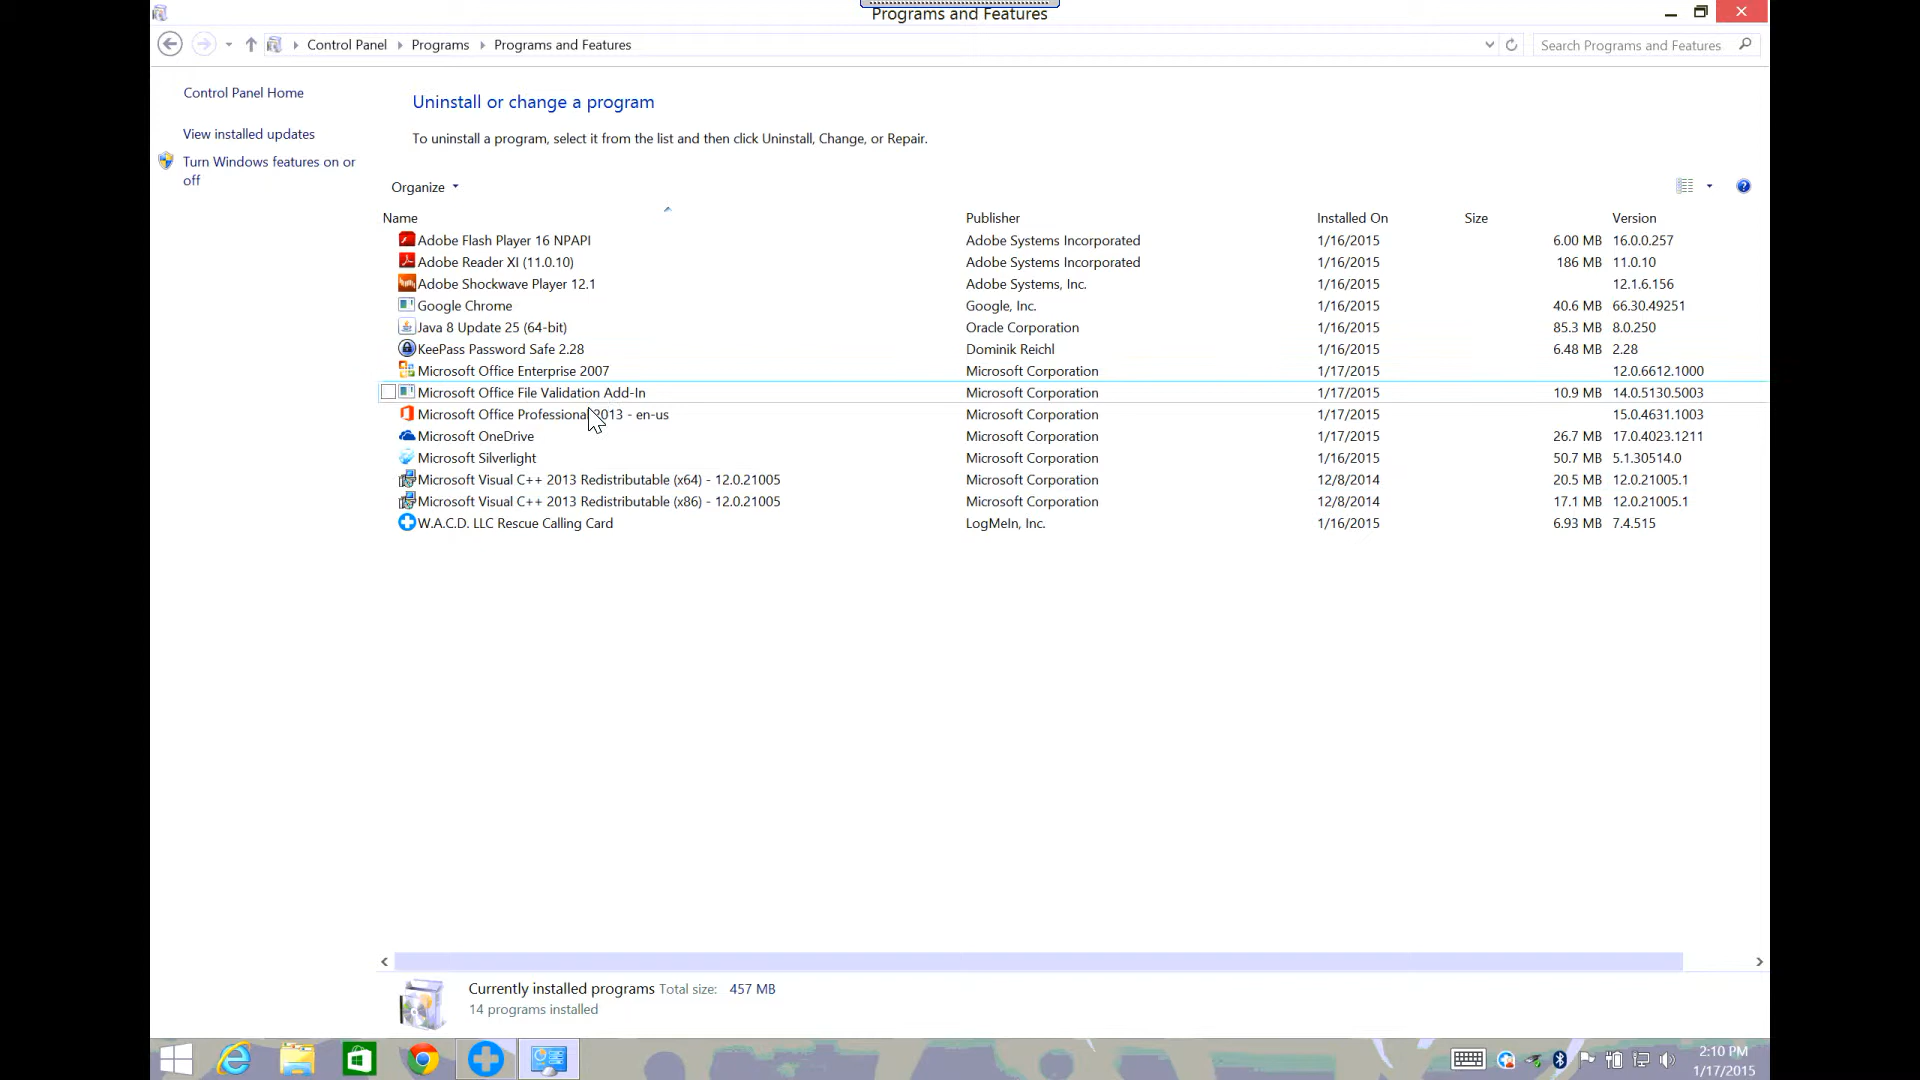 Programs and Features
Control Panel Programs Programs and Features
Search Programs and Features
Control Panel Home
View installed updates
Turn Windows features on or
off
Uninstall or change a program
To uninstall a program, select it from the list and then click Uninstall, Change, or Repair.
Organize
Name Publisher Installed On Size Version
Adobe Flash Player 16 NPAPI Adobe Systems Incorporated 1/16/2015 6.00 MB 16.0.0.257
Adobe Reader XI (11.0.10) Adobe Systems Incorporated 1/16/2015 186 MB 11.0.10
Adobe Shockwave Player 12.1 Adobe Systems, Inc. 1/16/2015 12.1.6.156
Google Chrome Google, Inc. 1/16/2015 40.6 MB 66.30.49251
Java 8 Update 25 (64-bit) Oracle Corporation 1/16/2015 85.3 MB 8.0.250
KeePass Password Safe 2.28 Dominik Reichl 1/16/2015 6.48 MB 2.28
Microsoft Office Enterprise 2007 Microsoft Corporation 1/17/2015 12.0.6612.1000
Microsoft Office File Validation Add-In Microsoft Corporation 1/17/2015 10.9 MB 14.0.5130.5003
Microsoft Office Professional 2013 - en-us Microsoft Corporation 1/17/2015 15.0.4631.1003
Microsoft OneDrive Microsoft Corporation 1/17/2015 26.7 MB 17.0.4023.1211
Microsoft Silverlight Microsoft Corporation 1/16/2015 50.7 MB 5.1.30514.0
Microsoft Visual C++ 2013 Redistributable (x64) - 12.0.21005 Microsoft Corporation 12/8/2014 20.5 MB 12.0.21005.1
Microsoft Visual C++ 2013 Redistributable (x86) - 12.0.21005 Microsoft Corporation 12/8/2014 17.1 MB 12.0.21005.1
W.A.C.D. LLC Rescue Calling Card LogMeIn, Inc. 1/16/2015 6.93 MB 7.4.515
Currently installed programs Total size: 457 MB
14 programs installed
2:10 PM
1/17/2015